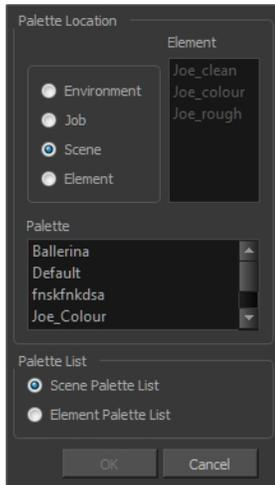 Palette Location
Element
Joe_clean
Joe_colour
Joe_rough
Environment
Job
Scene
Element
Palette
Ballerina
Default
fnskfnkdsa
Joe_Colour
Palette List
Scene Palette List
Element Palette List
OK
Cancel